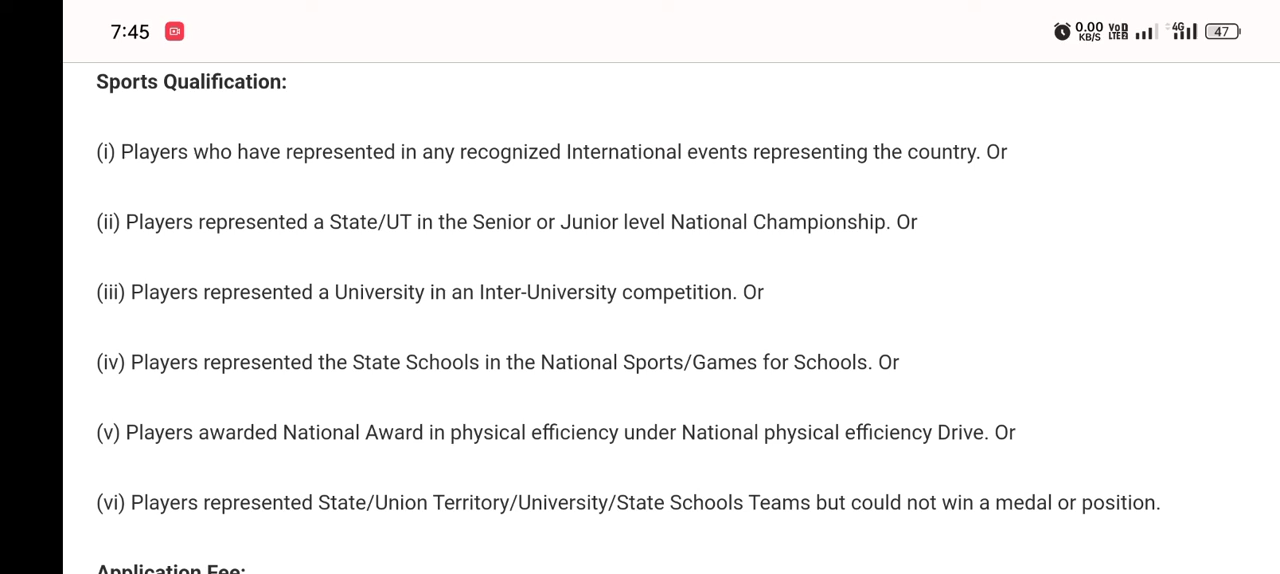 7:45
0.00 KB/S VoD LTE2 4G 47
Sports Qualification:
(i) Players who have represented in any recognized International events representing the country. Or
(ii) Players represented a State/UT in the Senior or Junior level National Championship. Or
(iii) Players represented a University in an Inter-University competition. Or
(iv) Players represented the State Schools in the National Sports/Games for Schools. Or
(v) Players awarded National Award in physical efficiency under National physical efficiency Drive. Or
(vi) Players represented State/Union Territory/University/State Schools Teams but could not win a medal or position.
Application Fee: